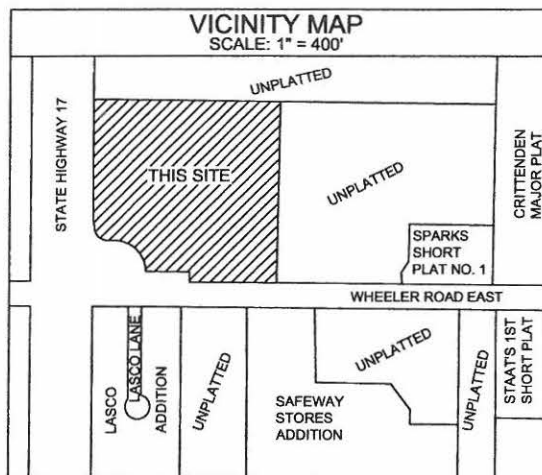 VICINITY MAP
SCALE: 1" = 400'
UNPLATTED
STATE HIGHWAY 17
THIS SITE
UNPLATTED
CRITTENDEN
MAJOR PLAT
SPARKS
SHORT
PLAT NO. 1
WHEELER ROAD EAST
LASCO
LASCO LANE
ADDITION
UNPLATTED
SAFEWAY
STORES
ADDITION
UNPLATTED
UNPLATTED
STAAT'S 1ST
SHORT PLAT